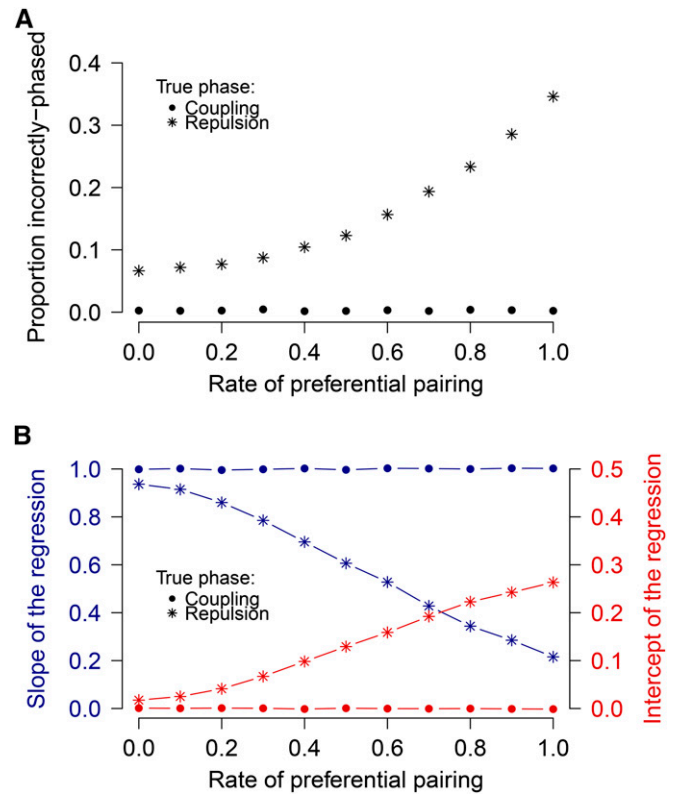 A
Proportion incorrectly-phased
0.4
0.3
0.2
0.1
0.0
True phase:
Coupling
Repulsion
0.0 0.2 0.4 0.6 0.8 1.0
Rate of preferential pairing
B
Slope of the regression
1.0
0.8
0.6
0.4
0.2
0.0
True phase:
Coupling
Repulsion
0.5
0.4
0.3
0.2
0.1
0.0
Intercept of the regression
0.0 0.2 0.4 0.6 0.8 1.0
Rate of preferential pairing